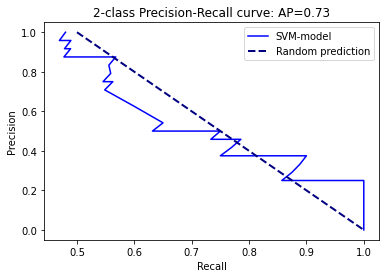 2-class Precision-Recall curve: AP=0.73
SVM-model
Random prediction
Precision
1.0
0.8
0.6
0.4
0.2
0.0
0.5
0.6
0.7
0.8
0.9
1.0
Recall